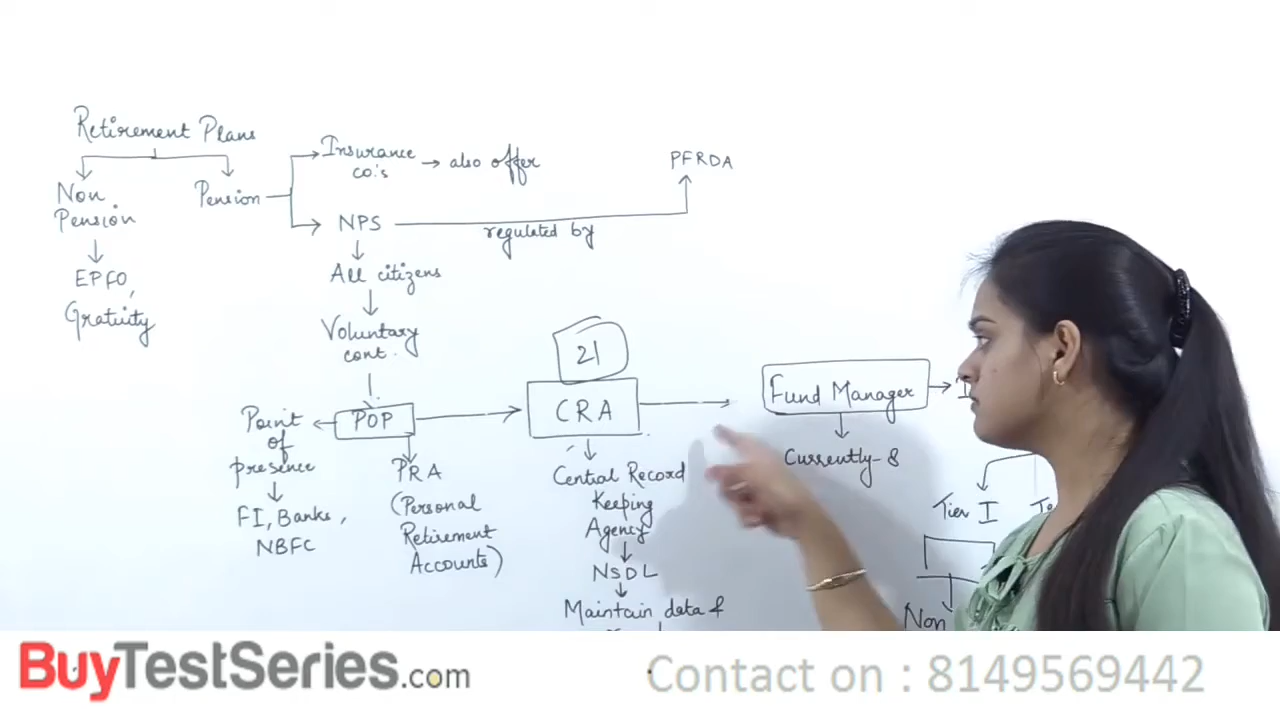 Retirement Plans
Non
Pension
EPFO,
Gratuity
Pension
Insurance
co's
also offer
NPS
regulated by
PFRDA
All citizens
Voluntary
cont.
POP
Point
of
presence
FI, Banks,
NBFC
PRA
(Personal
Retirement
Accounts)
21
CRA
Central Record
Keeping
Agency
NSDL
Maintain data &
Fund Manager
Currently - 8
Tier I
Non
BuyTestSeries.com
Contact on : 8149569442